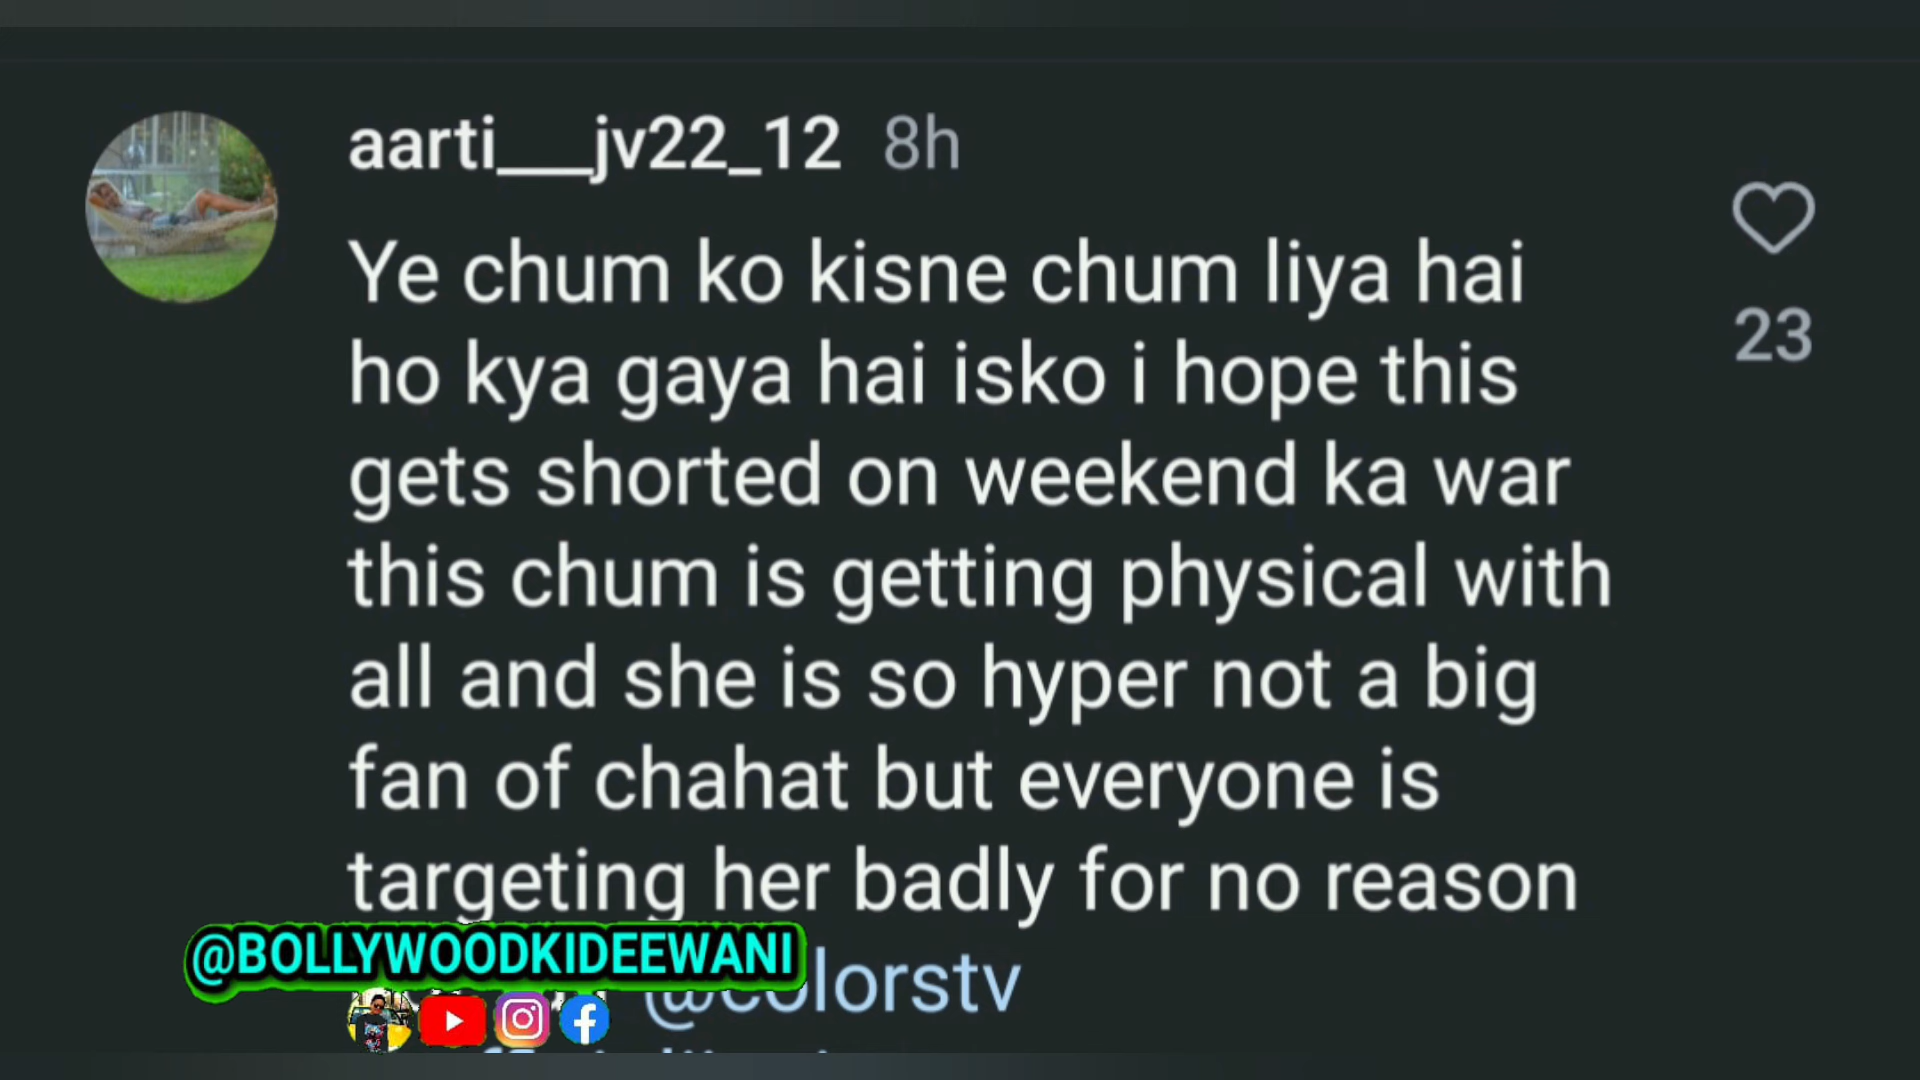 aarti___jv22_12 8h
Ye chum ko kisne chum liya hai
ho kya gaya hai isko i hope this
gets shorted on weekend ka war
this chum is getting physical with
all and she is so hyper not a big
fan of chahat but everyone is
targeting her badly for no reason
23
@BOLLYWOODKIDEEWANI
@colorstv